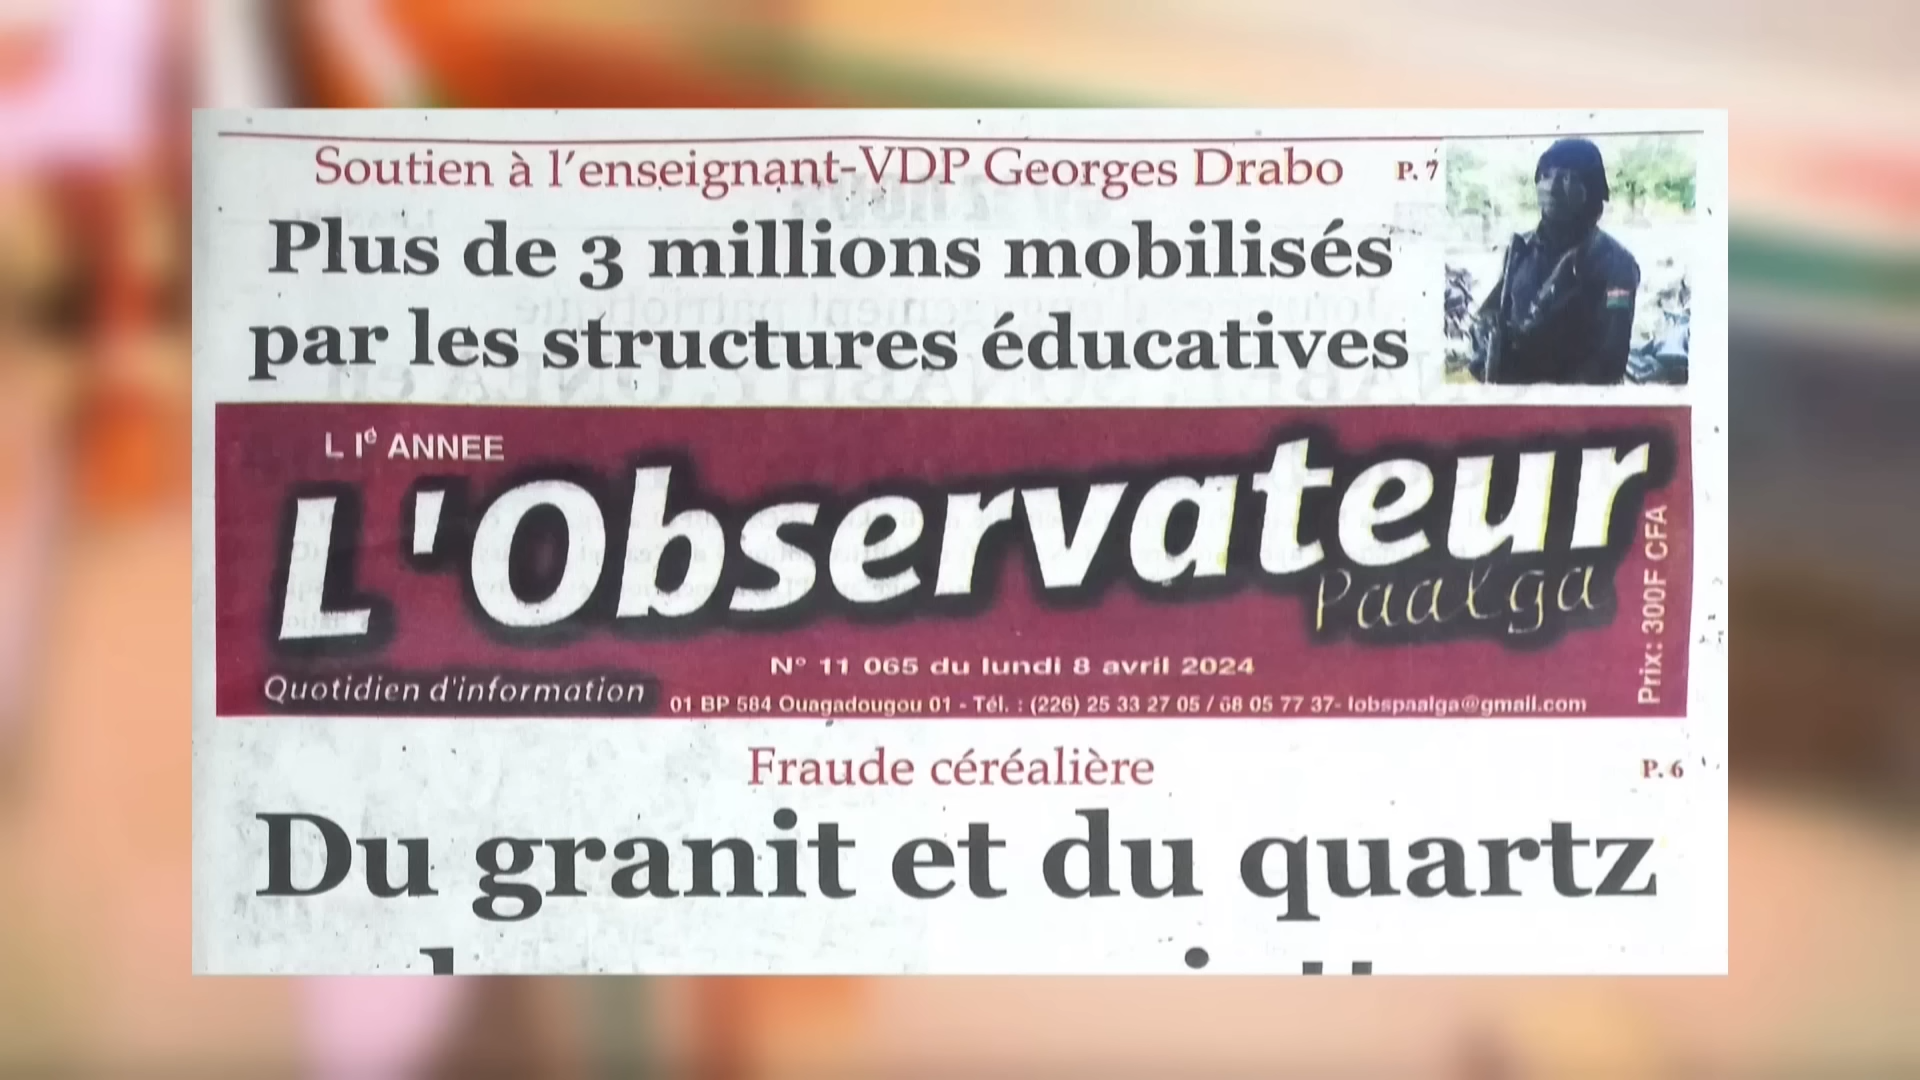 Soutien à l'enseignant-VDP Georges Drabo P. 7
Plus de 3 millions mobilisés
par les structures éducatives
L Iᵉ ANNEE
L'Observateur
Paalga
Prix: 300F CFA
N° 11 065 du lundi 8 avril 2024
Quotidien d'information
01 BP 584 Ouagadougou 01 - Tél. : (226) 25 33 27 05 / 68 05 77 37- lobspaalga@gmail.com
Fraude céréalière P. 6
Du granit et du quartz